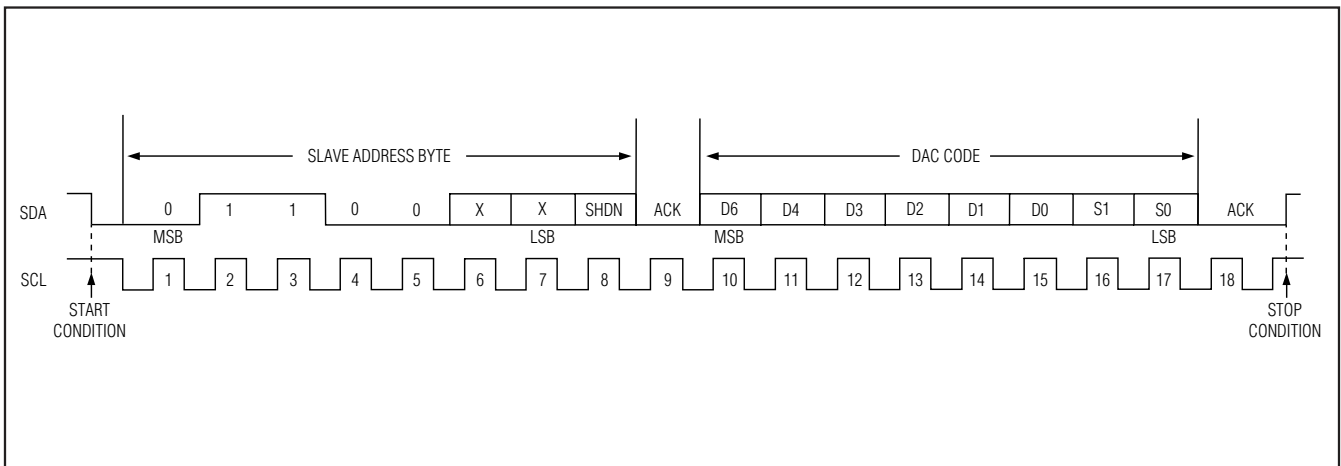 SLAVE ADDRESS BYTE DAC CODE
SDA 0 1 1 0 0 X X SHDN ACK D6 D4 D3 D2 D1 D0 S1 S0 ACK
MSB LSB MSB LSB
SCL 1 2 3 4 5 6 7 8 9 10 11 12 13 14 15 16 17 18
START
CONDITION
STOP
CONDITION